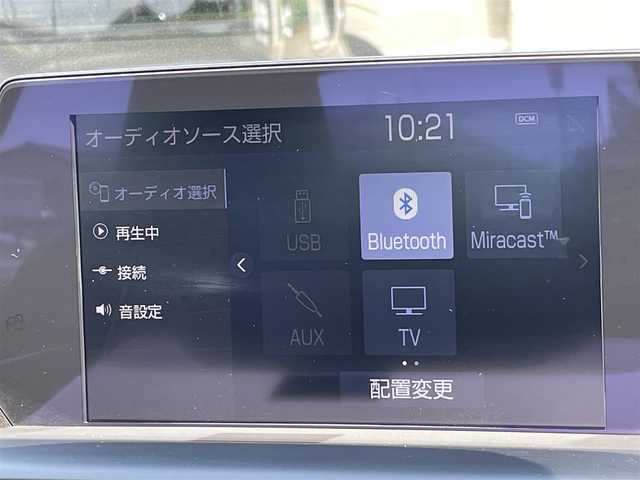 オーディオソース選択
10:21
DCM
オーディオ選択
再生中
接続
音設定
USB
Bluetooth
Miracast™
AUX
TV
配置変更